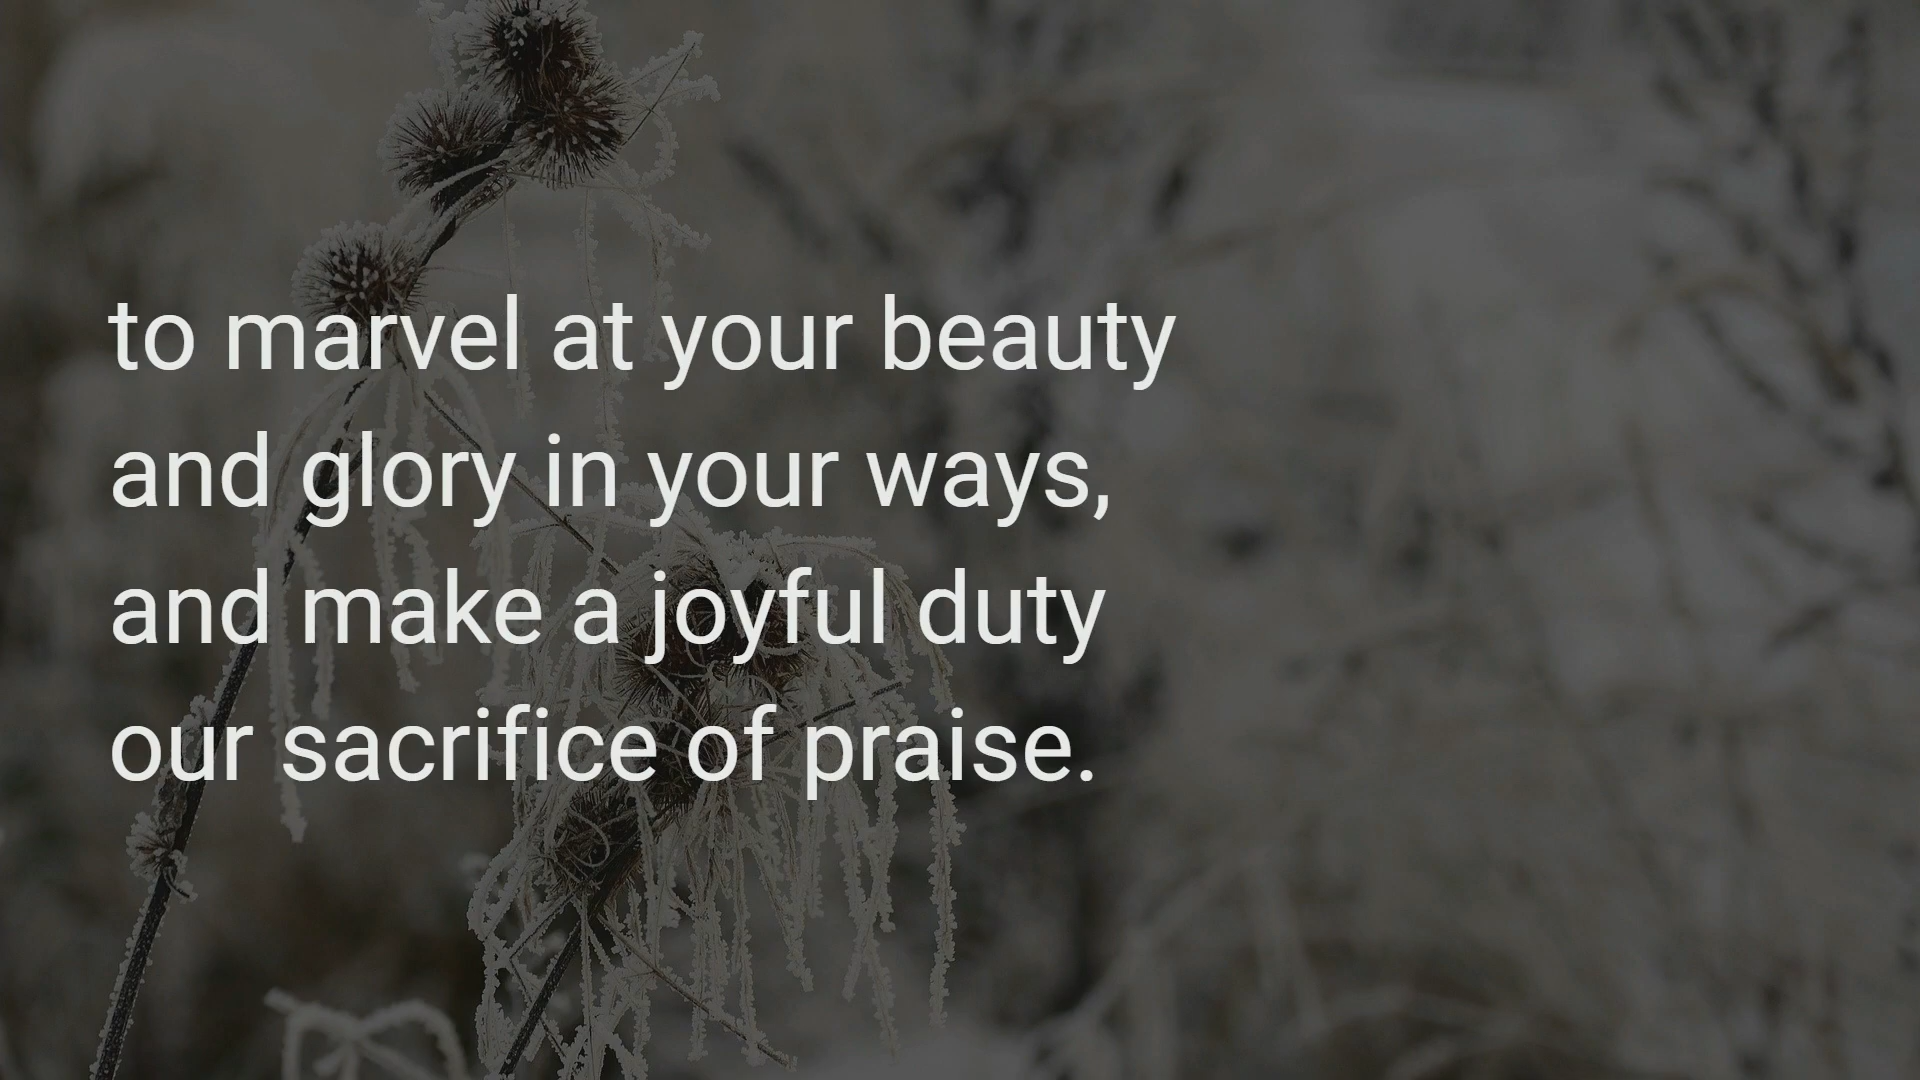 to marvel at your beauty
and glory in your ways,
and make a joyful duty
our sacrifice of praise.